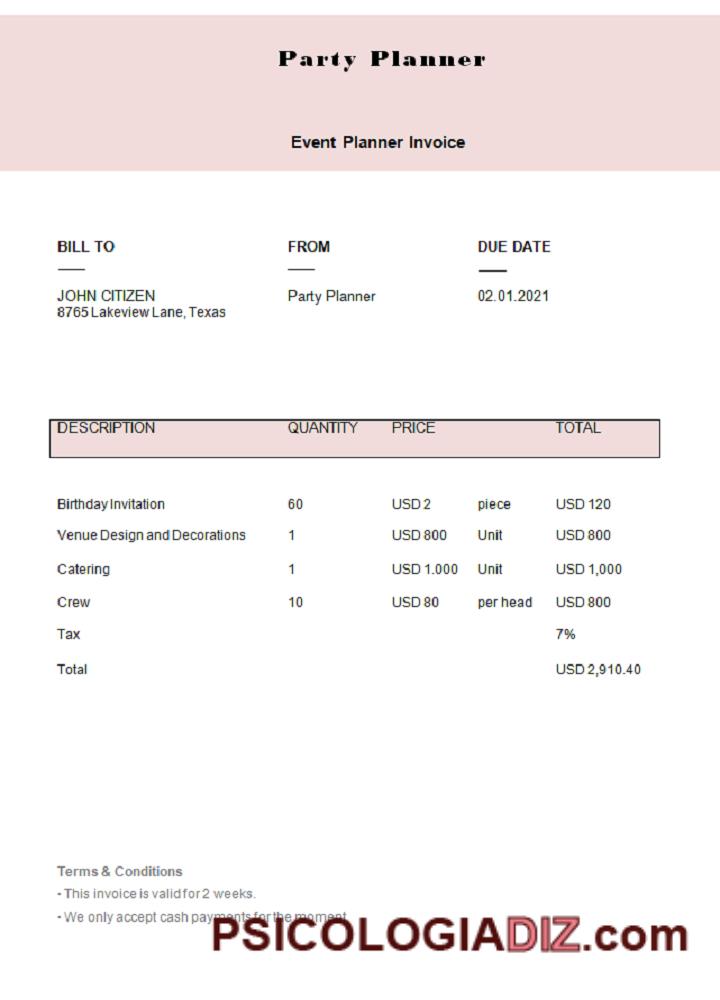 Party Planner
Event Planner Invoice
BILL TO FROM DUE DATE
JOHN CITIZEN Party Planner 02.01.2021
8765 Lakeview Lane, Texas
DESCRIPTION QUANTITY PRICE TOTAL
Birthday Invitation 60 USD 2 piece USD 120
Venue Design and Decorations 1 USD 800 Unit USD 800
Catering 1 USD 1.000 Unit USD 1,000
Crew 10 USD 80 per head USD 800
Tax 7%
Total USD 2,910.40
Terms & Conditions
- This invoice is valid for 2 weeks.
- We only accept cash payments for the moment.
PSICOLOGIADIZ.com